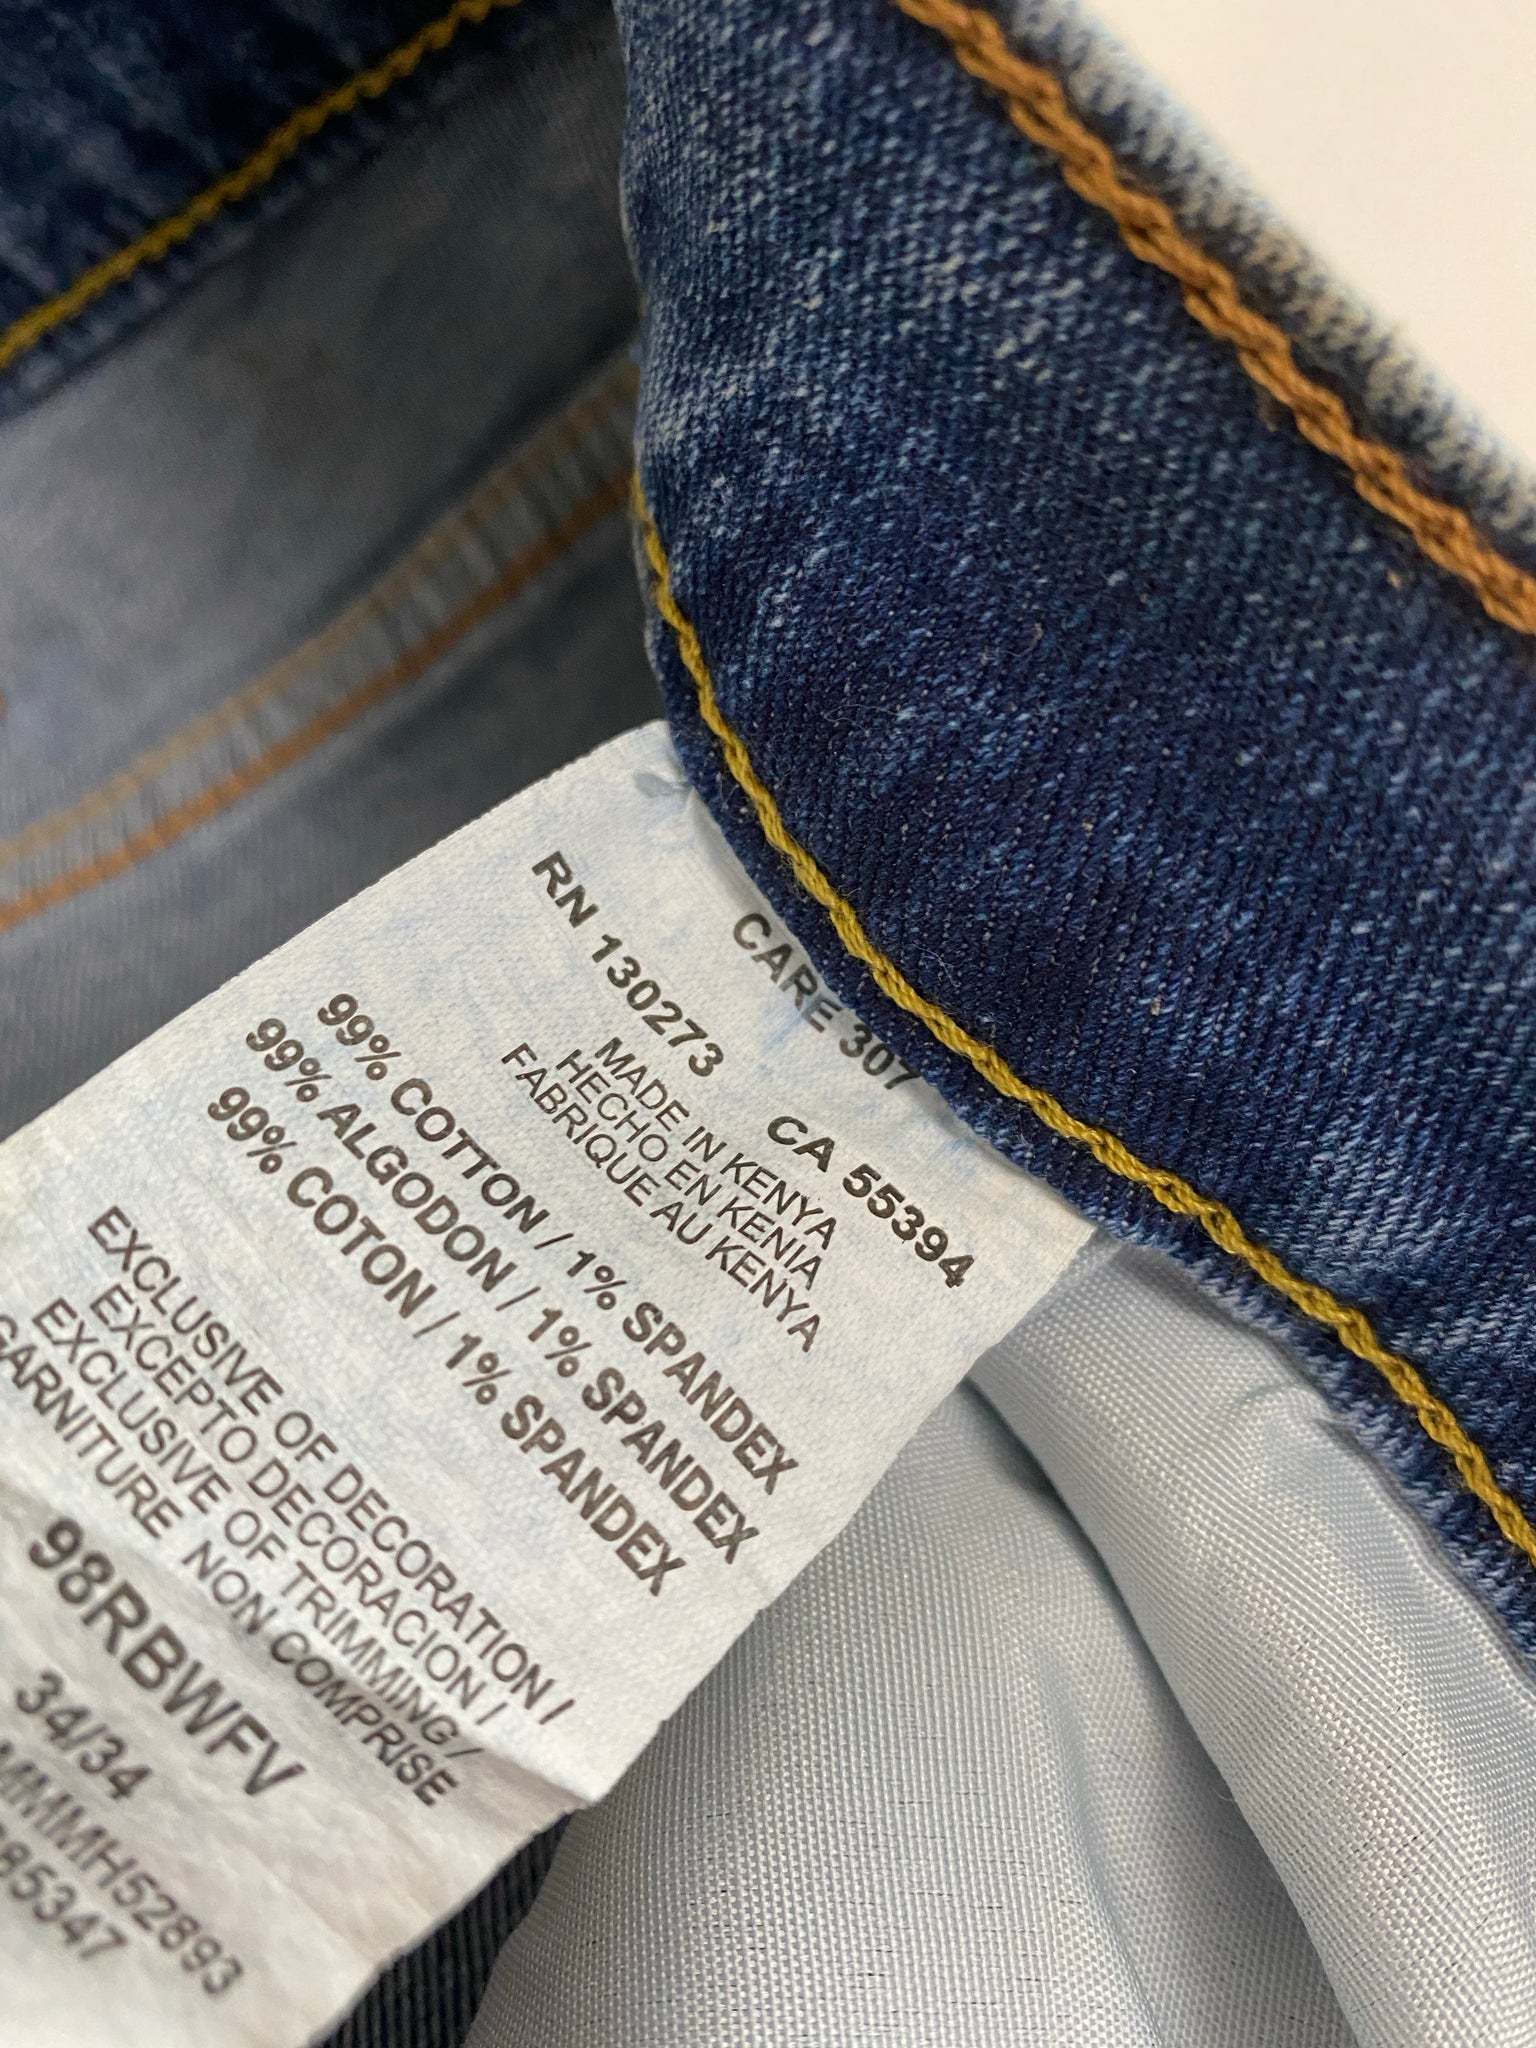 CARE 307
RN 130273 CA 55394
MADE IN KENYA
HECHO EN KENIA
FABRIQUE AU KENYA
99% COTTON / 1% SPANDEX
99% ALGODON / 1% SPANDEX
99% COTON / 1% SPANDEX
EXCLUSIVE OF DECORATION /
EXCEPTO DECORACION /
EXCLUSIVE OF TRIMMING /
GARNITURE NON COMPRISE
98RBWFV
34/34
MMMH52893
85347